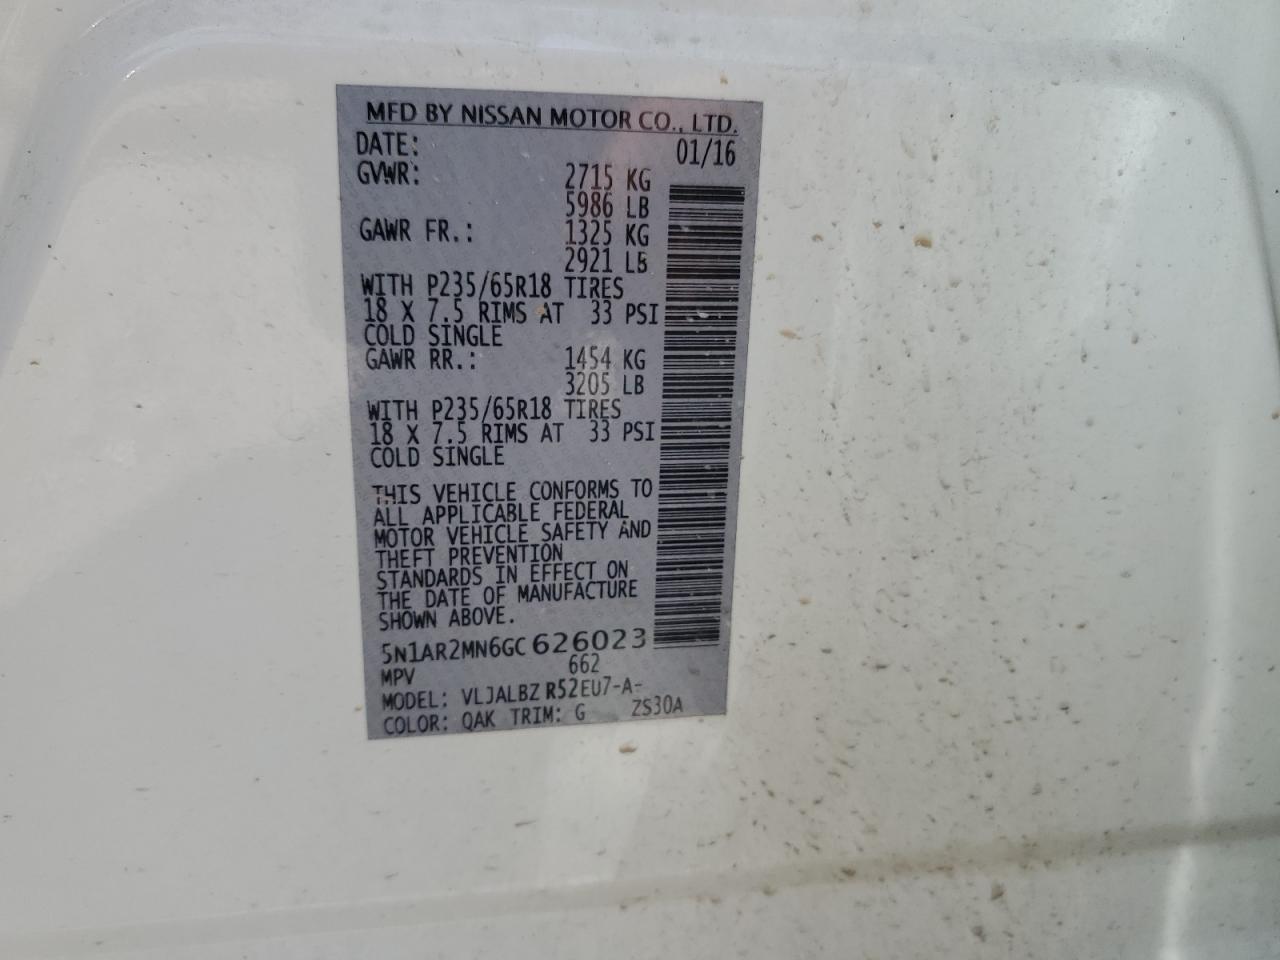 MFD BY NISSAN MOTOR CO., LTD.
DATE: 01/16
GVWR: 2715 KG
5986 LB
GAWR FR.: 1325 KG
2921 LB
WITH P235/65R18 TIRES
18 X 7.5 RIMS AT 33 PSI
COLD SINGLE
GAWR RR.: 1454 KG
3205 LB
WITH P235/65R18 TIRES
18 X 7.5 RIMS AT 33 PSI
COLD SINGLE
THIS VEHICLE CONFORMS TO
ALL APPLICABLE FEDERAL
MOTOR VEHICLE SAFETY AND
THEFT PREVENTION
STANDARDS IN EFFECT ON
THE DATE OF MANUFACTURE
SHOWN ABOVE.
5N1AR2MN6GC 626023
MPV 662
MODEL: VLJALBZ R52EU7-A-
COLOR: QAK TRIM: G ZS30A